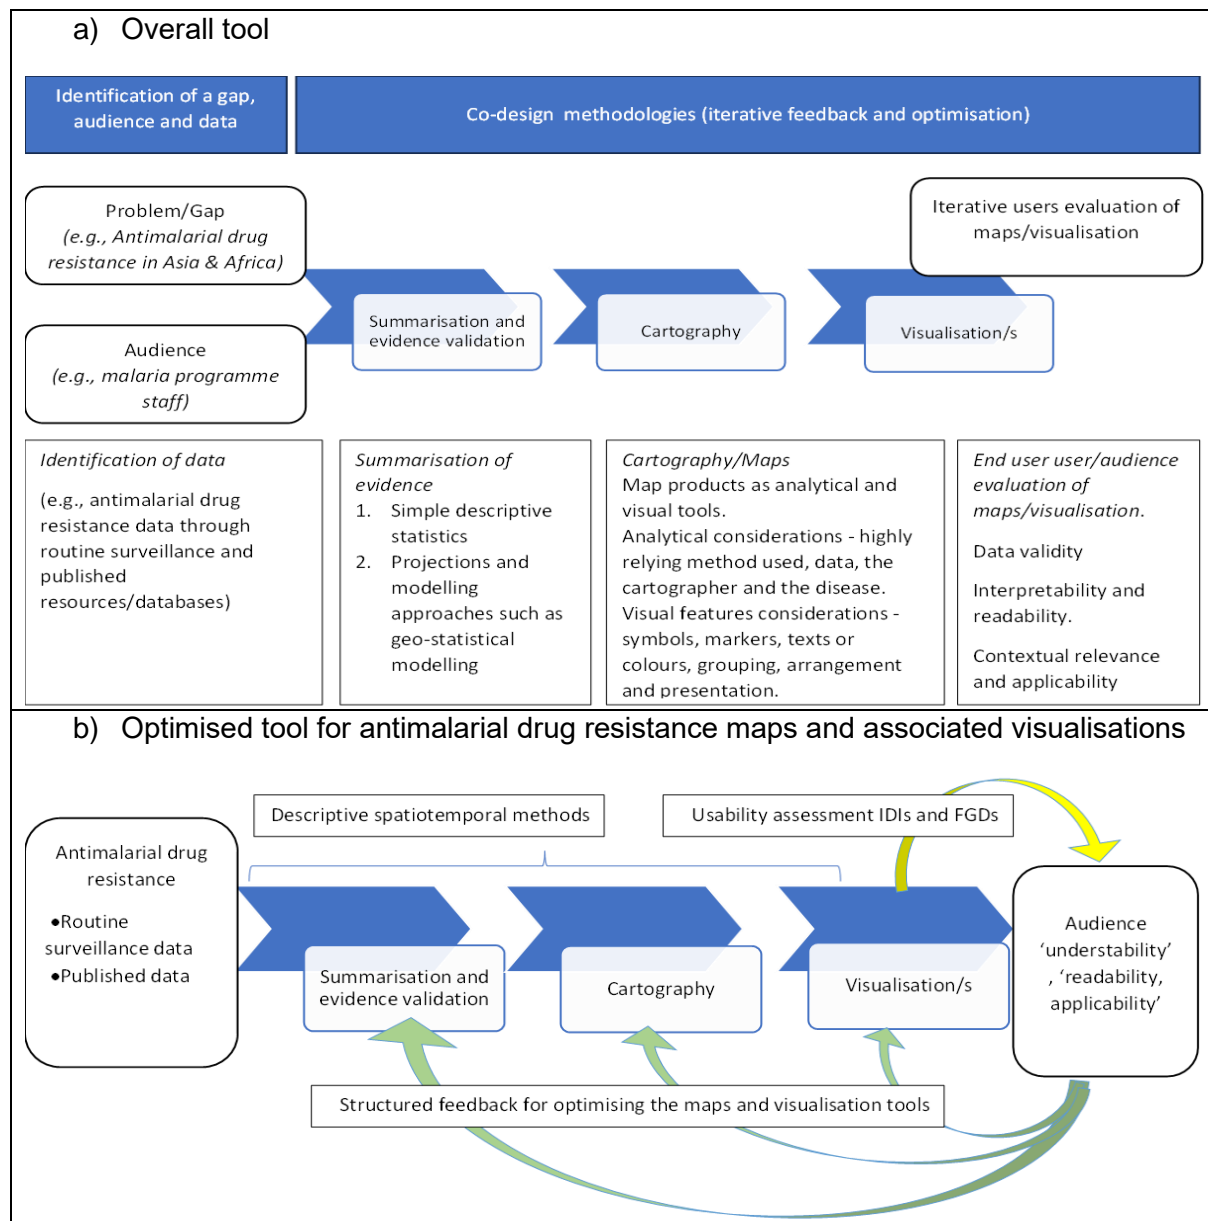 a) Overall tool
Identification of a gap,
audience and data
Co-design methodologies (iterative feedback and optimisation)
Problem/Gap
(e.g., Antimalarial drug
resistance in Asia & Africa)
Audience
(e.g., malaria programme
staff)
Summarisation and
evidence validation
Cartography
Visualisation/s
Iterative users evaluation of
maps/visualisation
Identification of data
(e.g., antimalarial drug
resistance data through
routine surveillance and
published
resources/databases)
Summarisation of
evidence
1. Simple descriptive
statistics
2. Projections and
modelling
approaches such as
geo-statistical
modelling
Cartography/Maps
Map products as analytical and
visual tools.
Analytical considerations - highly
relying method used, data, the
cartographer and the disease.
Visual features considerations -
symbols, markers, texts or
colours, grouping, arrangement
and presentation.
End user user/audience
evaluation of
maps/visualisation.
Data validity
Interpretability and
readability.
Contextual relevance
and applicability
b) Optimised tool for antimalarial drug resistance maps and associated visualisations
Descriptive spatiotemporal methods
Usability assessment IDIs and FGDs
Antimalarial drug
resistance
•Routine
surveillance data
•Published data
Summarisation and
evidence validation
Cartography
Visualisation/s
Audience
‘understability’
, ‘readability,
applicability’
Structured feedback for optimising the maps and visualisation tools